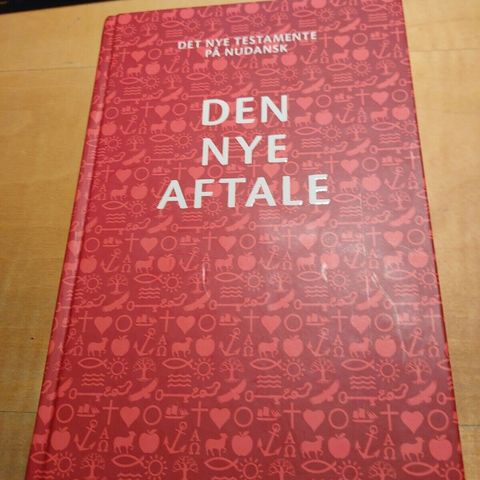 DET NYE TESTAMENTE
PÅ NUDANSK
DEN
NYE
AFTALE